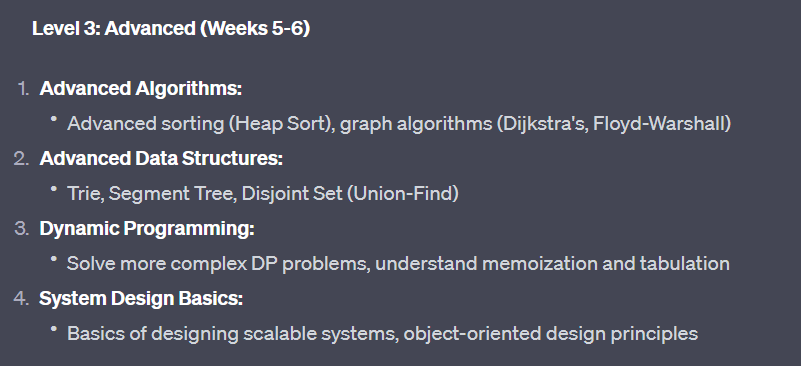 Level 3: Advanced (Weeks 5-6)
1. Advanced Algorithms:
• Advanced sorting (Heap Sort), graph algorithms (Dijkstra's, Floyd-Warshall)
2. Advanced Data Structures:
• Trie, Segment Tree, Disjoint Set (Union-Find)
3. Dynamic Programming:
• Solve more complex DP problems, understand memoization and tabulation
4. System Design Basics:
• Basics of designing scalable systems, object-oriented design principles